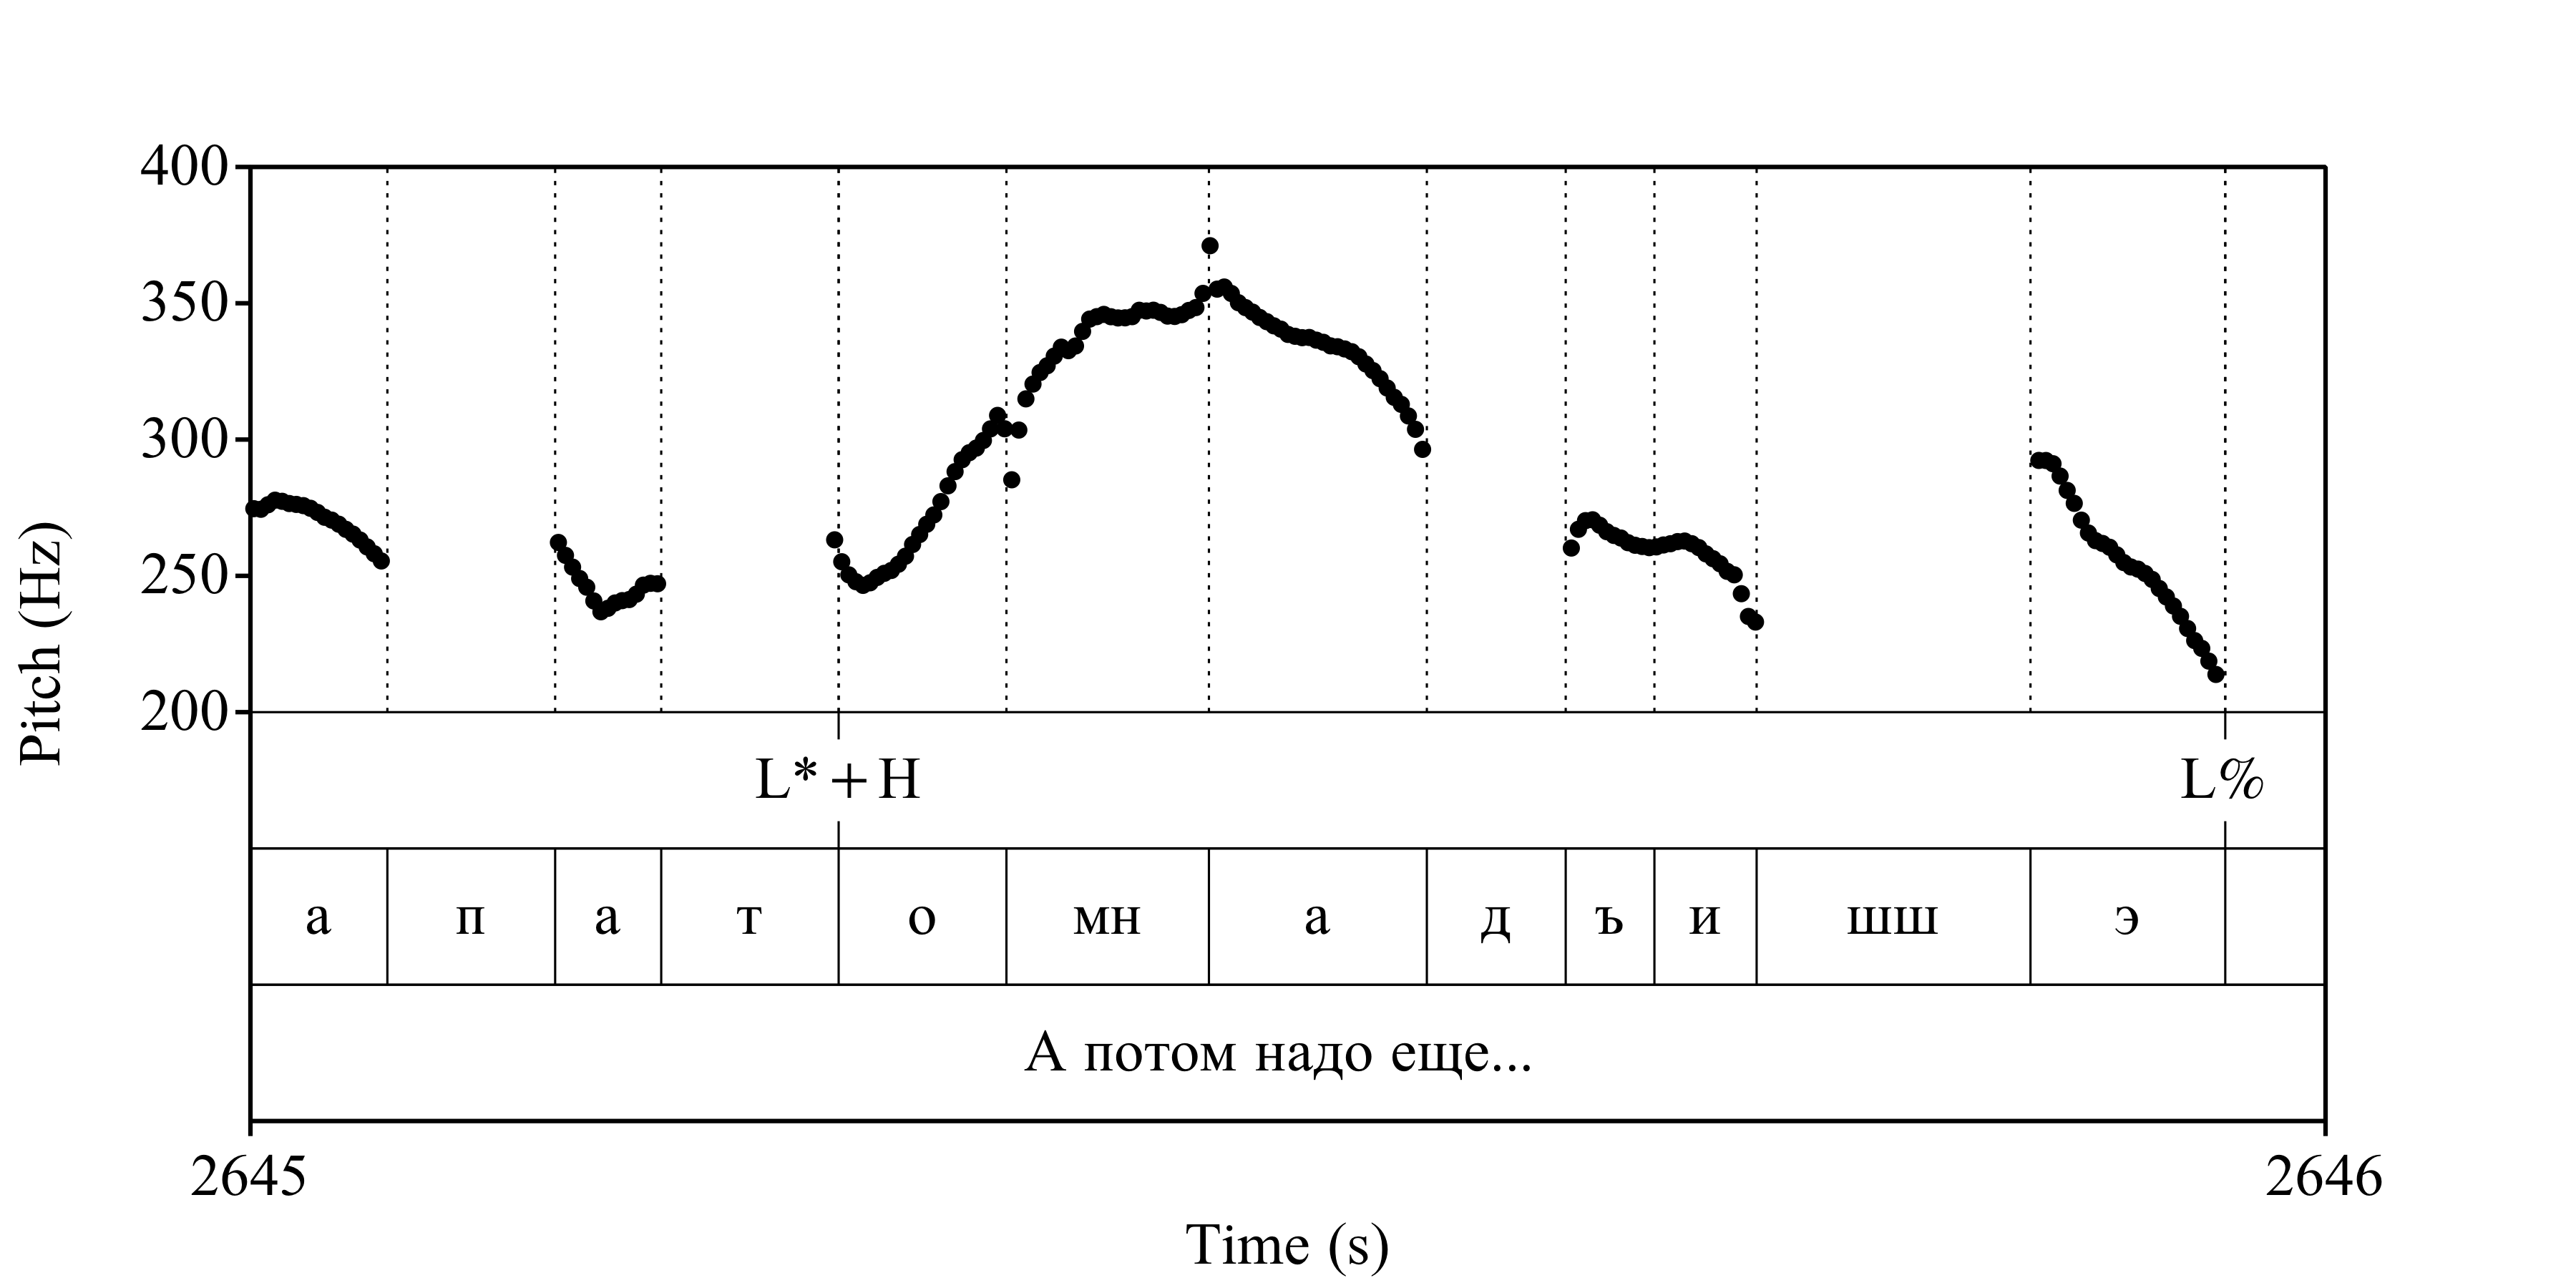 400
350
300
250
200
Pitch (Hz)
L*+H L%
а п а т о мн а д ъ и шш э
А потом надо еще...
2645 2646
Time (s)